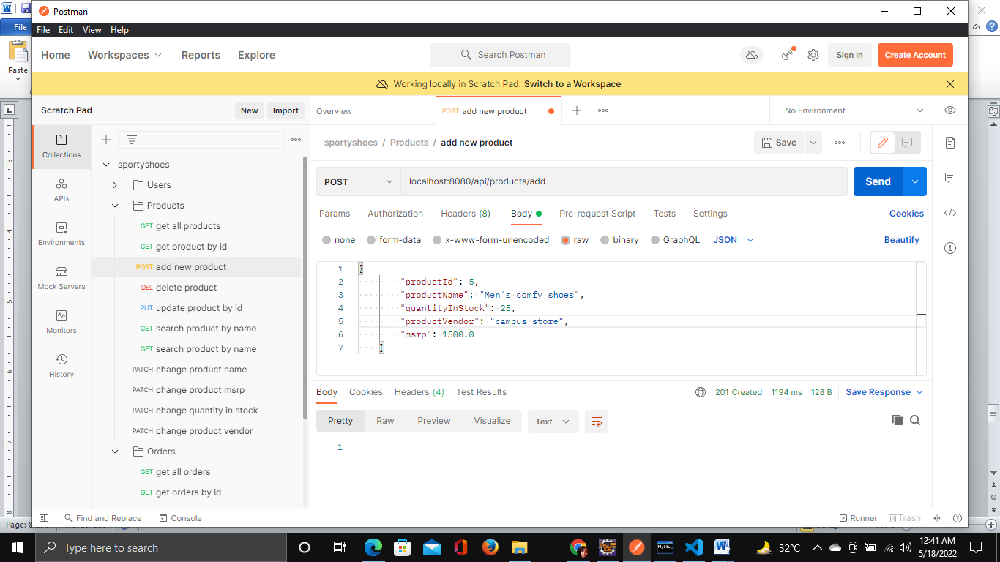 Postman
File
File Edit View Help
Paste
Home Workspaces Reports Explore Search Postman Sign In Create Account
Working locally in Scratch Pad. Switch to a Workspace
Scratch Pad New Import Overview POST add new product No Environment
sportyshoes / Products / add new product Save
Collections
APIs
Environments
Mock Servers
Monitors
History
sportyshoes
Users
Products
GET get all products
GET get product by id
POST add new product
DEL delete product
PUT update product by id
GET search product by name
GET search product by name
PATCH change product name
PATCH change product msrp
PATCH change quantity in stock
PATCH change product vendor
Orders
GET get all orders
GET get orders by id
POST localhost:8080/api/products/add Send
Params Authorization Headers (8) Body Pre-request Script Tests Settings Cookies
none form-data x-www-form-urlencoded raw binary GraphQL JSON Beautify
1 {
2 "productId": 5,
3 "productName": "Men's comfy shoes",
4 "quantityInStock": 25,
5 "productVendor": "campus store",
6 "msrp": 1500.0
7 }
Body Cookies Headers (4) Test Results 201 Created 1194 ms 128 B Save Response
Pretty Raw Preview Visualize Text
1
Find and Replace Console Runner Trash
Page: 8
Type here to search 32°C 12:41 AM
5/18/2022